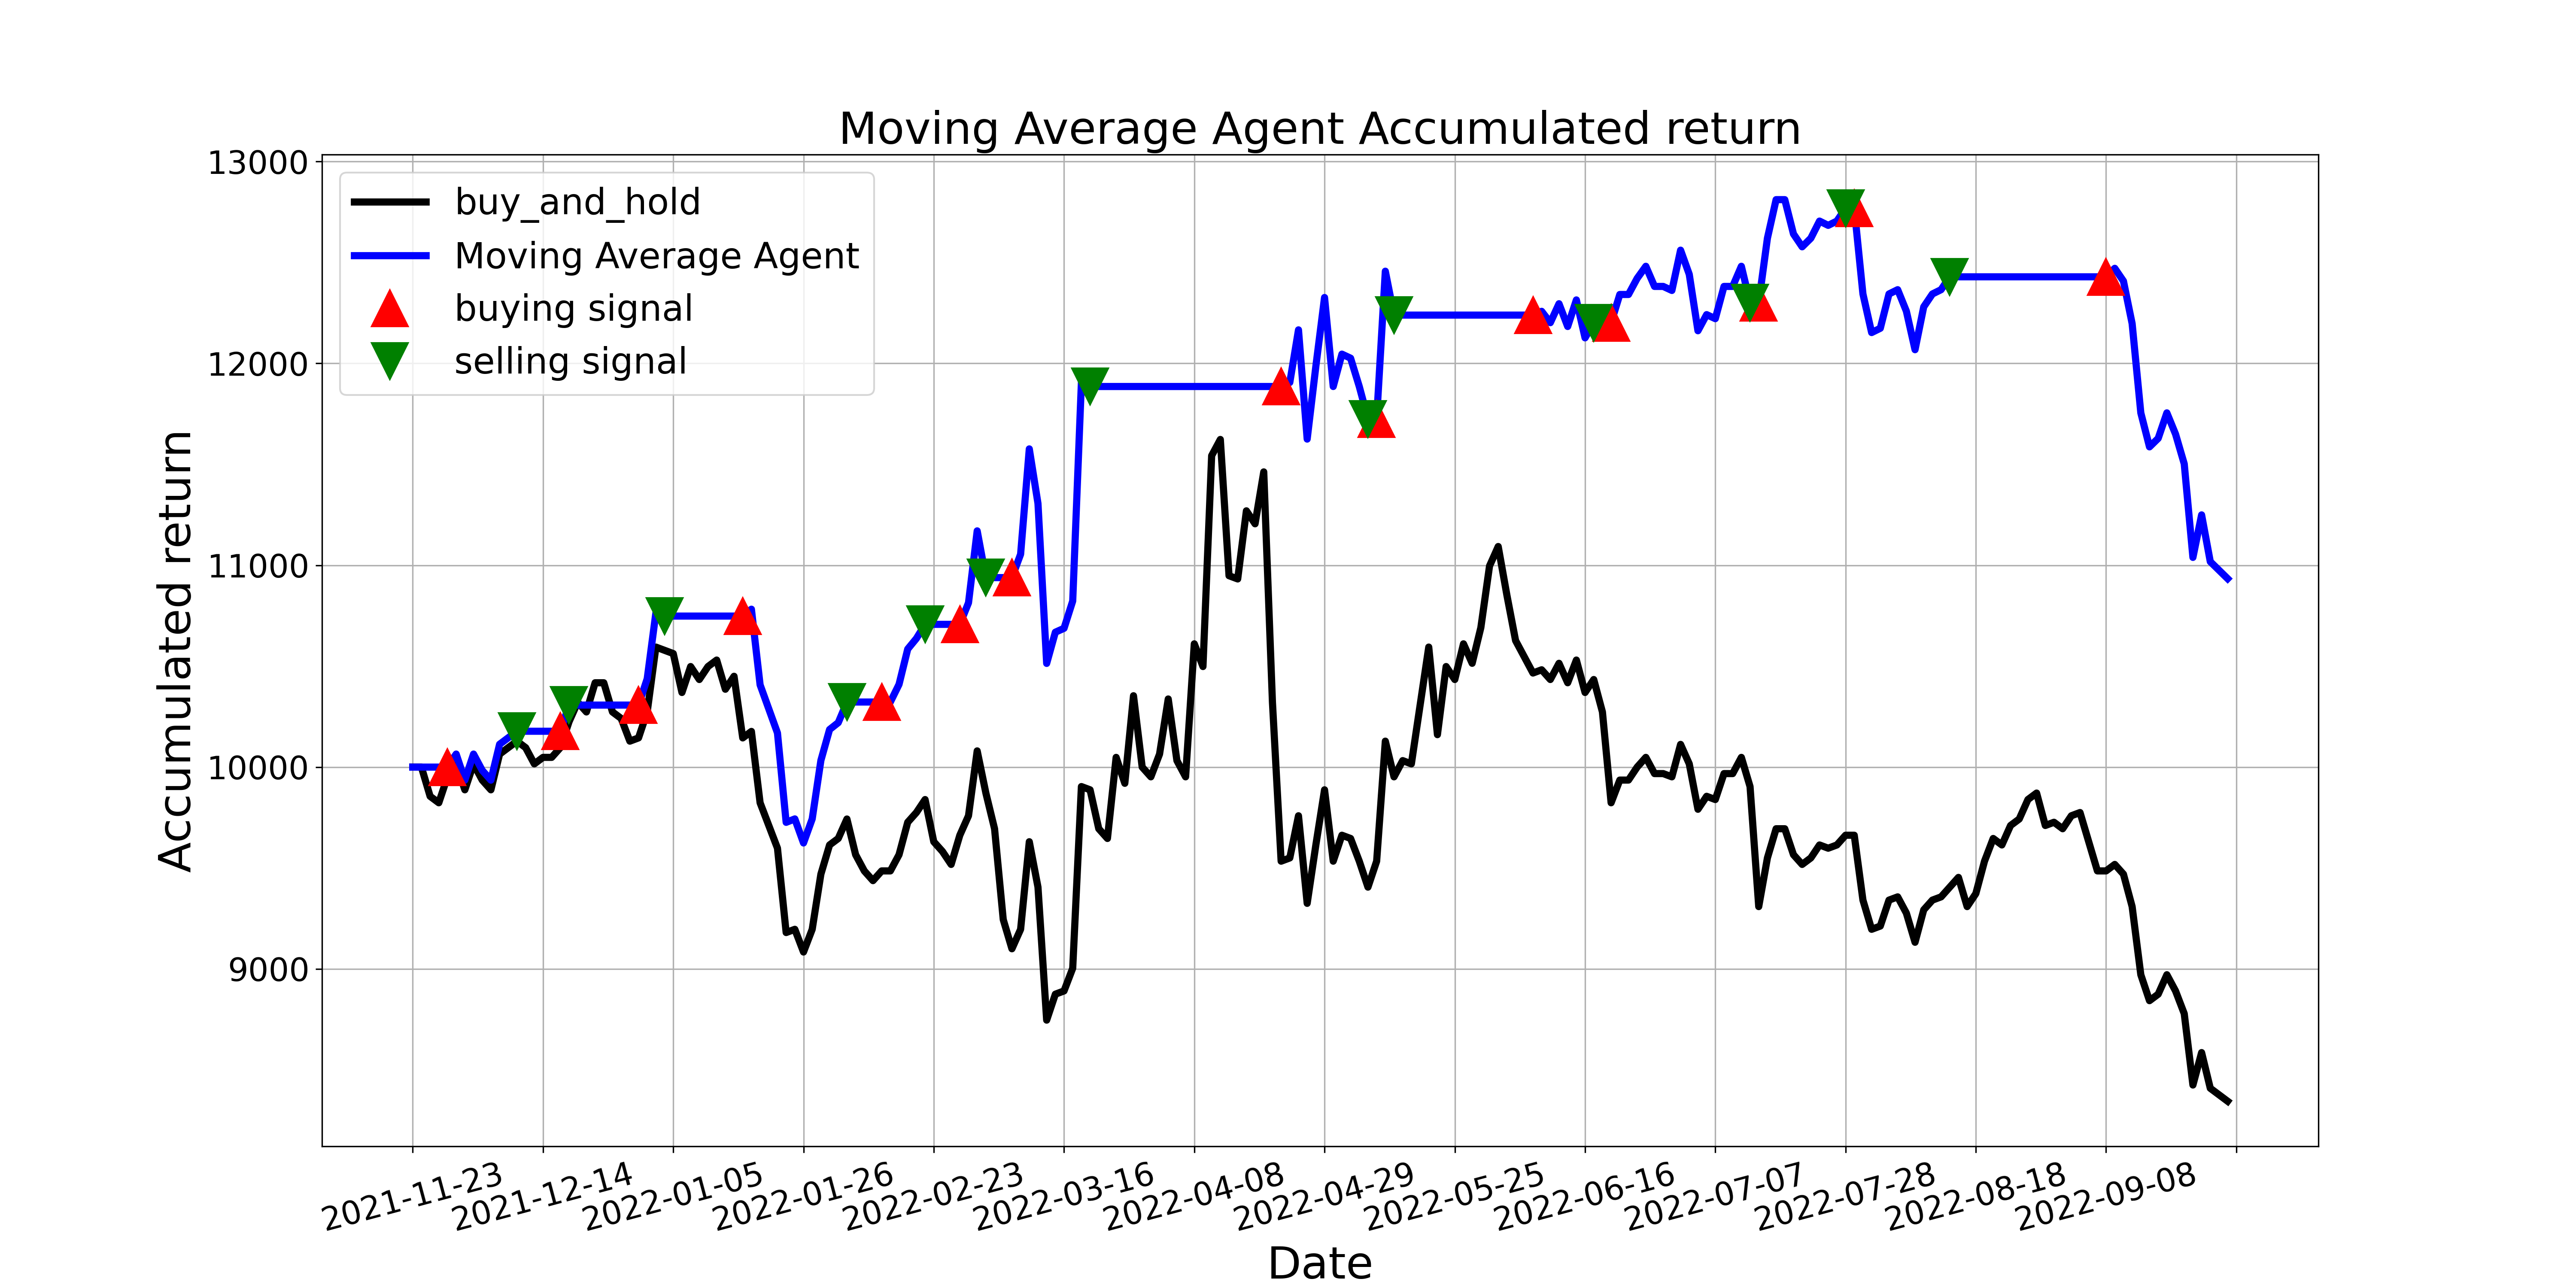 Moving Average Agent Accumulated return
13000
12000
11000
10000
9000
Accumulated return
buy_and_hold
Moving Average Agent
buying signal
selling signal
2021-11-23
2021-12-14
2022-01-05
2022-01-26
2022-02-23
2022-03-16
2022-04-08
2022-04-29
2022-05-25
2022-06-16
2022-07-07
2022-07-28
2022-08-18
2022-09-08
Date